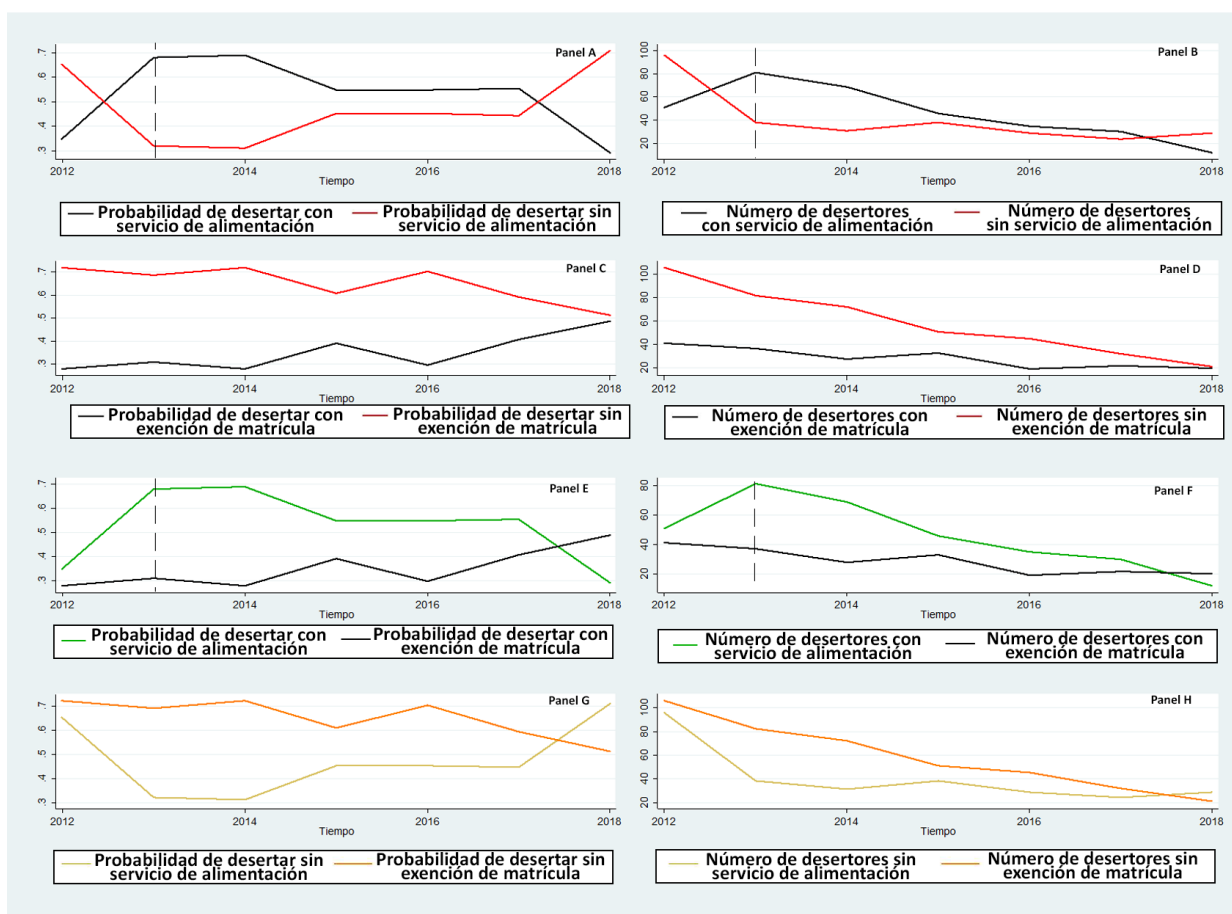 Panel A
.7
.6
.5
.4
.3
2012 2014 2016 2018
Tiempo
Probabilidad de desertar con servicio de alimentación
Probabilidad de desertar sin servicio de alimentación
Panel B
100
80
60
40
20
2012 2014 2016 2018
Tiempo
Número de desertores con servicio de alimentación
Número de desertores sin servicio de alimentación
Panel C
.7
.6
.5
.4
.3
2012 2014 2016 2018
Tiempo
Probabilidad de desertar con exención de matrícula
Probabilidad de desertar sin exención de matrícula
Panel D
100
80
60
40
20
2012 2014 2016 2018
Tiempo
Número de desertores con exención de matrícula
Número de desertores sin exención de matrícula
Panel E
.7
.6
.5
.4
.3
2012 2014 2016 2018
Tiempo
Probabilidad de desertar con servicio de alimentación
Probabilidad de desertar con exención de matrícula
Panel F
80
60
40
20
2012 2014 2016 2018
Tiempo
Número de desertores con servicio de alimentación
Número de desertores con exención de matrícula
Panel G
.7
.6
.5
.4
.3
2012 2014 2016 2018
Tiempo
Probabilidad de desertar sin servicio de alimentación
Probabilidad de desertar sin exención de matrícula
Panel H
100
80
60
40
20
2012 2014 2016 2018
Tiempo
Número de desertores sin servicio de alimentación
Número de desertores sin exención de matrícula